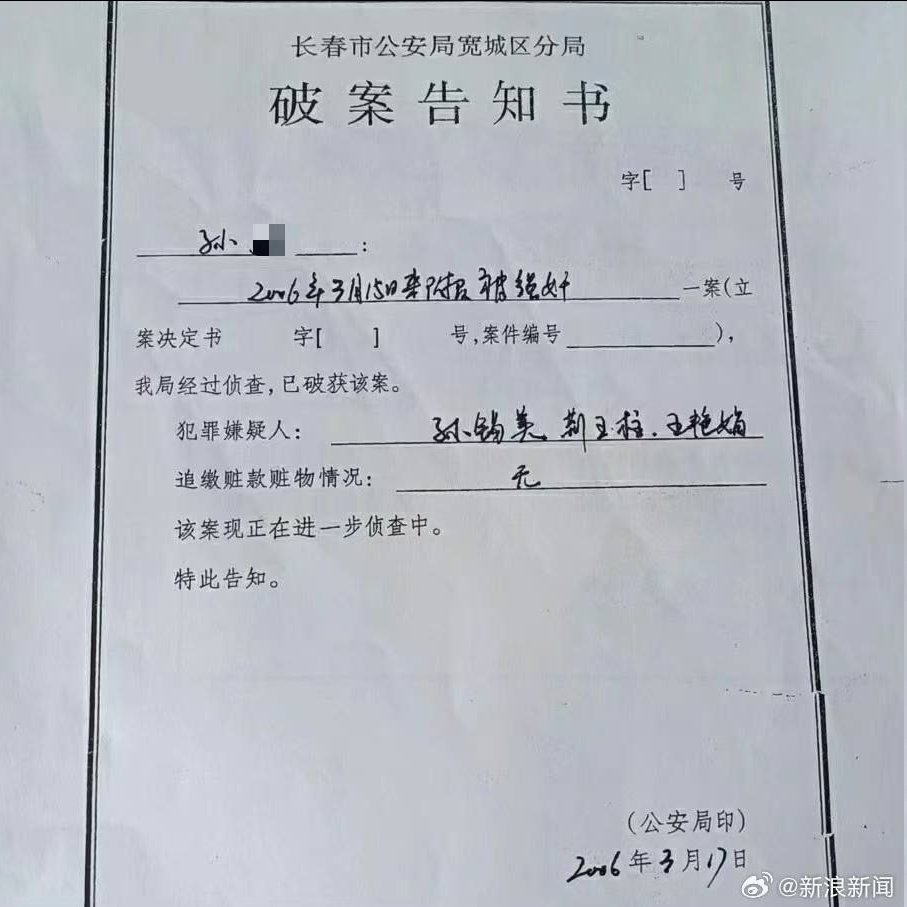 长春市公安局宽城区分局
破案告知书
字[ ] 号
孙 :
2006年3月15日 被强奸 一案(立
案决定书 字[ ] 号,案件编号 ),
我局经过侦查,已破获该案。
犯罪嫌疑人: 孙锡美 荆玉柱、王艳娟
追缴赃款赃物情况: 无
该案现正在进一步侦查中。
特此告知。
(公安局印)
2006年3月17日
@新浪新闻